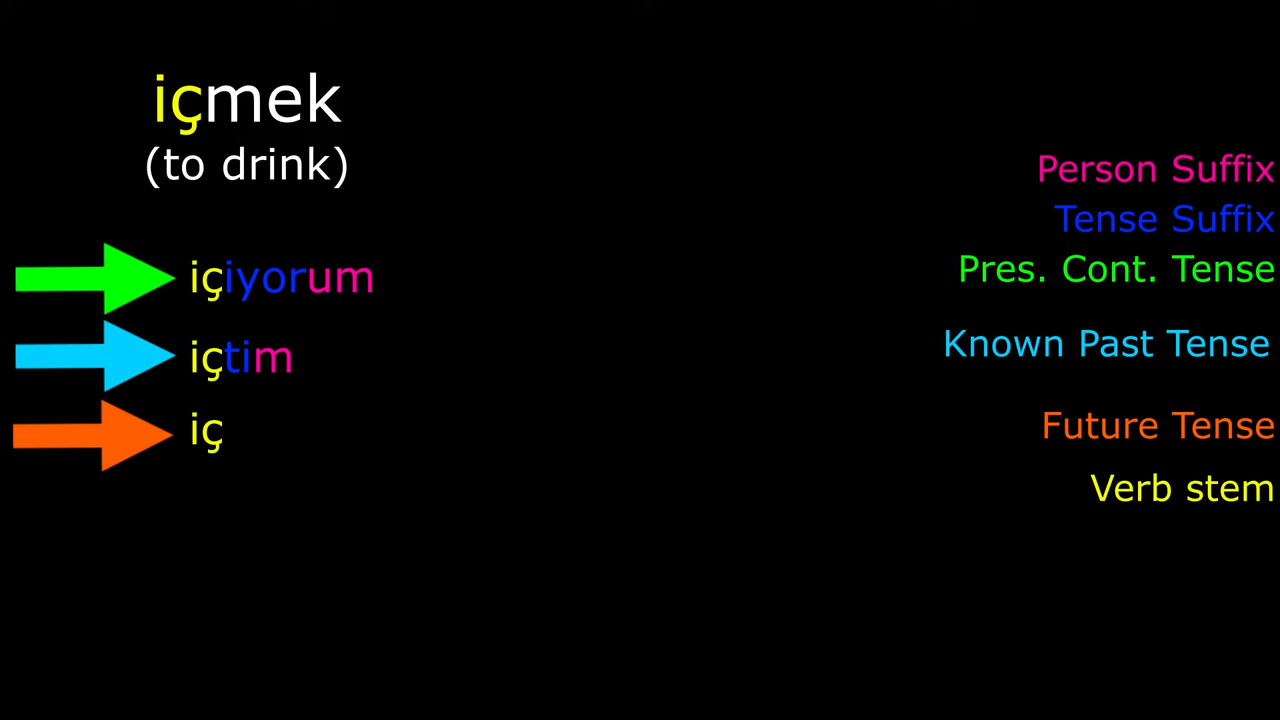 içmek
(to drink)
içiyorum
içtim
iç
Person Suffix
Tense Suffix
Pres. Cont. Tense
Known Past Tense
Future Tense
Verb stem